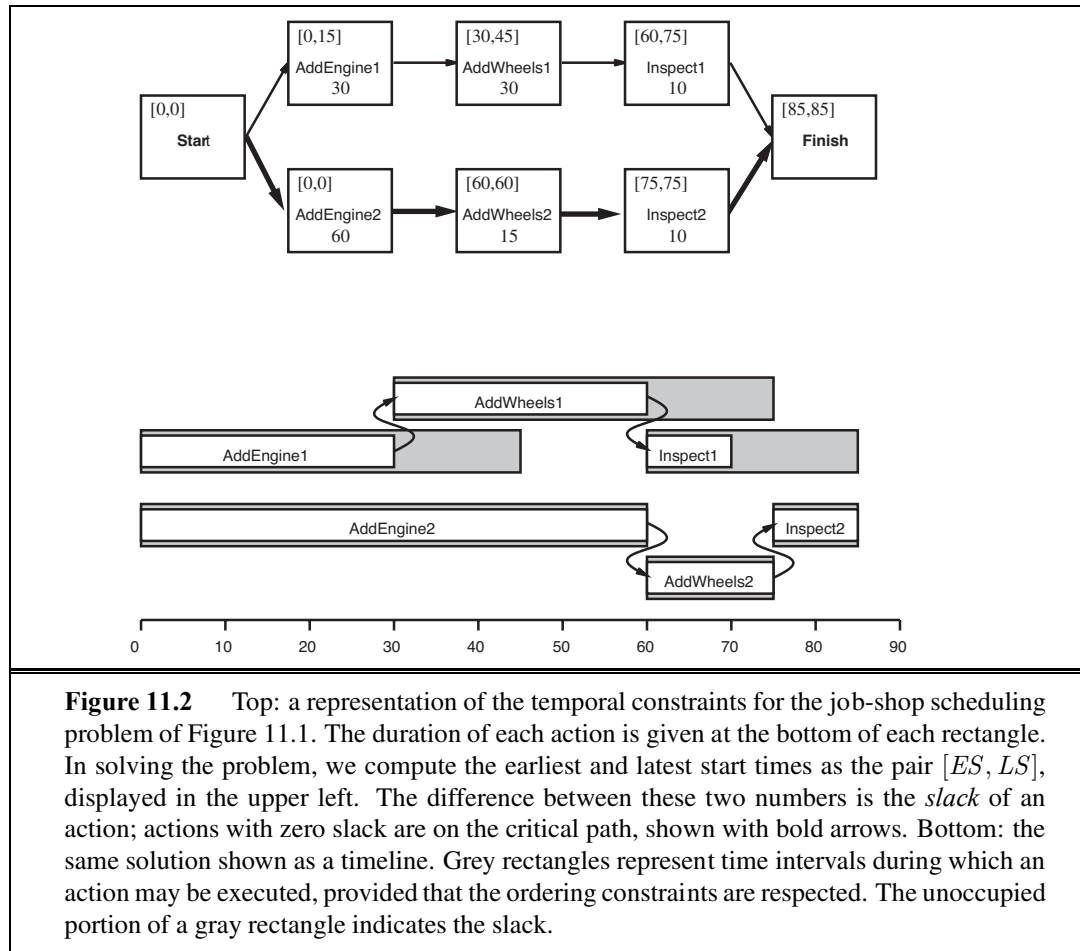 [0,15]
AddEngine1
30
[30,45]
AddWheels1
30
[60,75]
Inspect1
10
[0,0]
Start
[85,85]
Finish
[0,0]
AddEngine2
60
[60,60]
AddWheels2
15
[75,75]
Inspect2
10
AddWheels1
AddEngine1
Inspect1
AddEngine2
Inspect2
AddWheels2
0 10 20 30 40 50 60 70 80 90
Figure 11.2 Top: a representation of the temporal constraints for the job-shop scheduling
problem of Figure 11.1. The duration of each action is given at the bottom of each rectangle.
In solving the problem, we compute the earliest and latest start times as the pair [ES, LS],
displayed in the upper left. The difference between these two numbers is the slack of an
action; actions with zero slack are on the critical path, shown with bold arrows. Bottom: the
same solution shown as a timeline. Grey rectangles represent time intervals during which an
action may be executed, provided that the ordering constraints are respected. The unoccupied
portion of a gray rectangle indicates the slack.